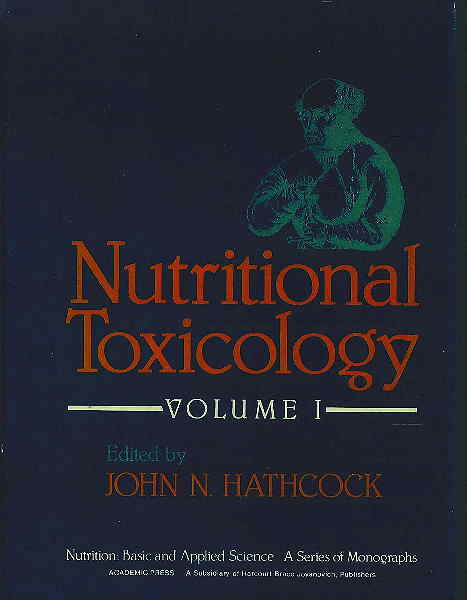 Nutritional
Toxicology
VOLUME I
Edited by
JOHN N. HATHCOCK
Nutrition: Basic and Applied Science A Series of Monographs
ACADEMIC PRESS A Subsidiary of Harcourt Brace Jovanovich, Publishers